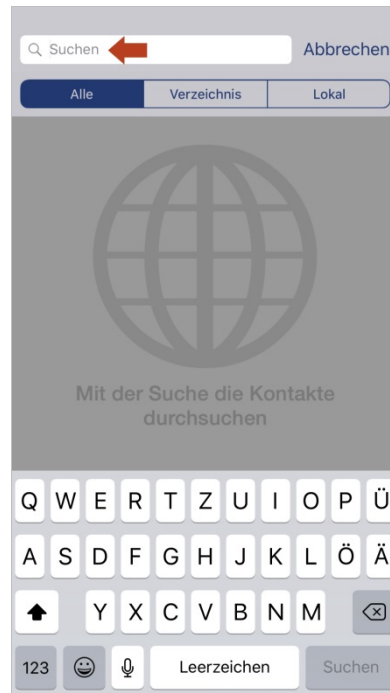 Suchen Abbrechen
Alle Verzeichnis Lokal
Mit der Suche die Kontakte
durchsuchen
Q W E R T Z U I O P Ü
A S D F G H J K L Ö Ä
Y X C V B N M
123 Leerzeichen Suchen